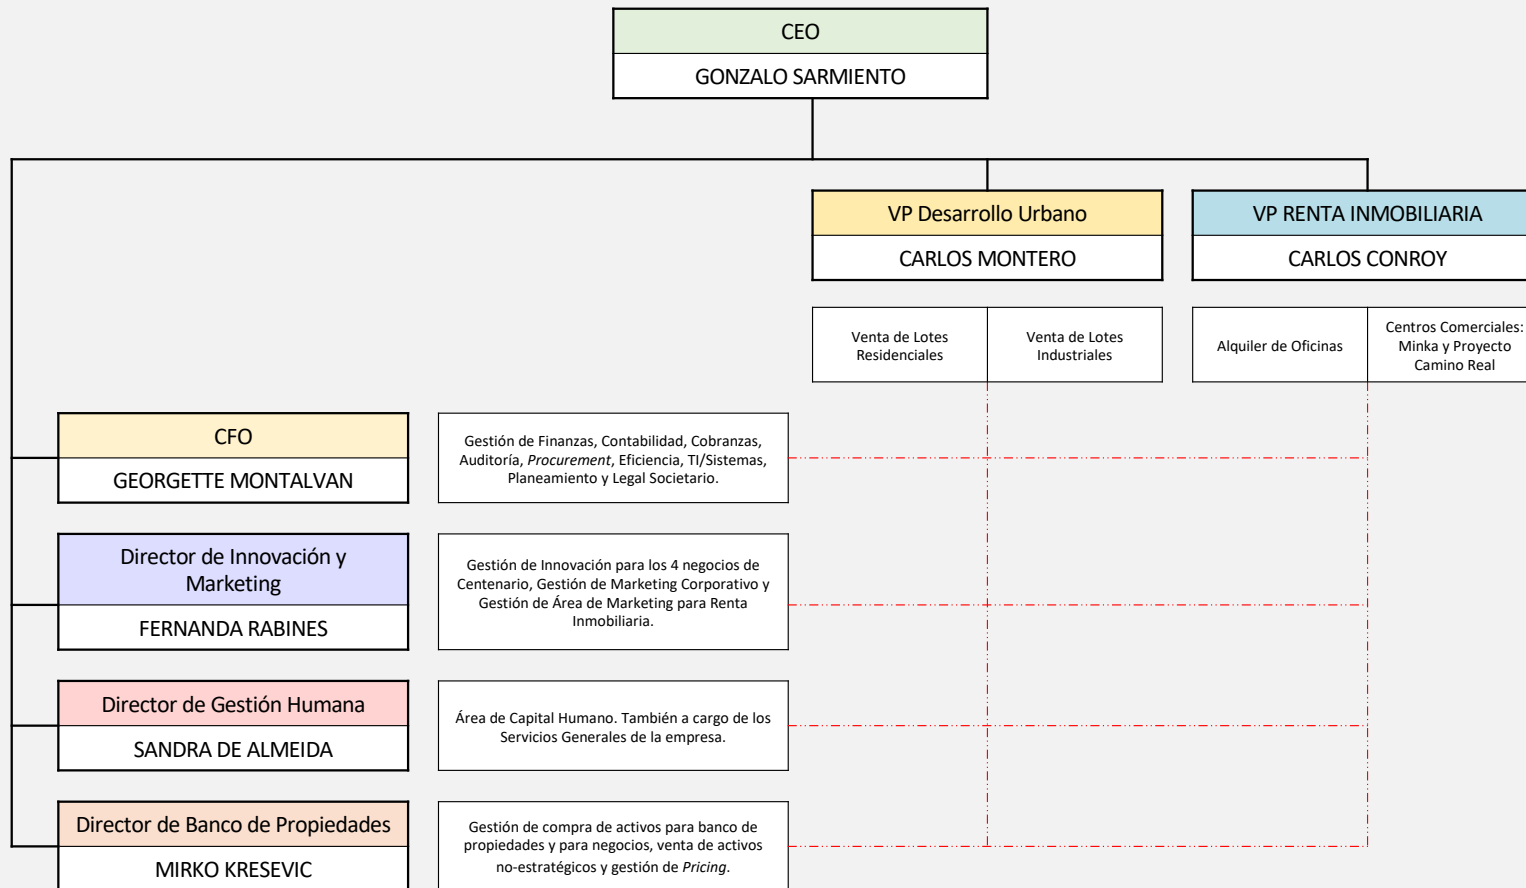 CEO
GONZALO SARMIENTO
VP Desarrollo Urbano
CARLOS MONTERO
VP RENTA INMOBILIARIA
CARLOS CONROY
Venta de Lotes
Residenciales
Venta de Lotes
Industriales
Alquiler de Oficinas
Centros Comerciales:
Minka y Proyecto
Camino Real
CFO
GEORGETTE MONTALVAN
Gestión de Finanzas, Contabilidad, Cobranzas,
Auditoría, Procurement, Eficiencia, TI/Sistemas,
Planeamiento y Legal Societario.
Director de Innovación y
Marketing
FERNANDA RABINES
Gestión de Innovación para los 4 negocios de
Centenario, Gestión de Marketing Corporativo y
Gestión de Área de Marketing para Renta
Inmobiliaria.
Director de Gestión Humana
SANDRA DE ALMEIDA
Área de Capital Humano. También a cargo de los
Servicios Generales de la empresa.
Director de Banco de Propiedades
MIRKO KRESEVIC
Gestión de compra de activos para banco de
propiedades y para negocios, venta de activos
no-estratégicos y gestión de Pricing.